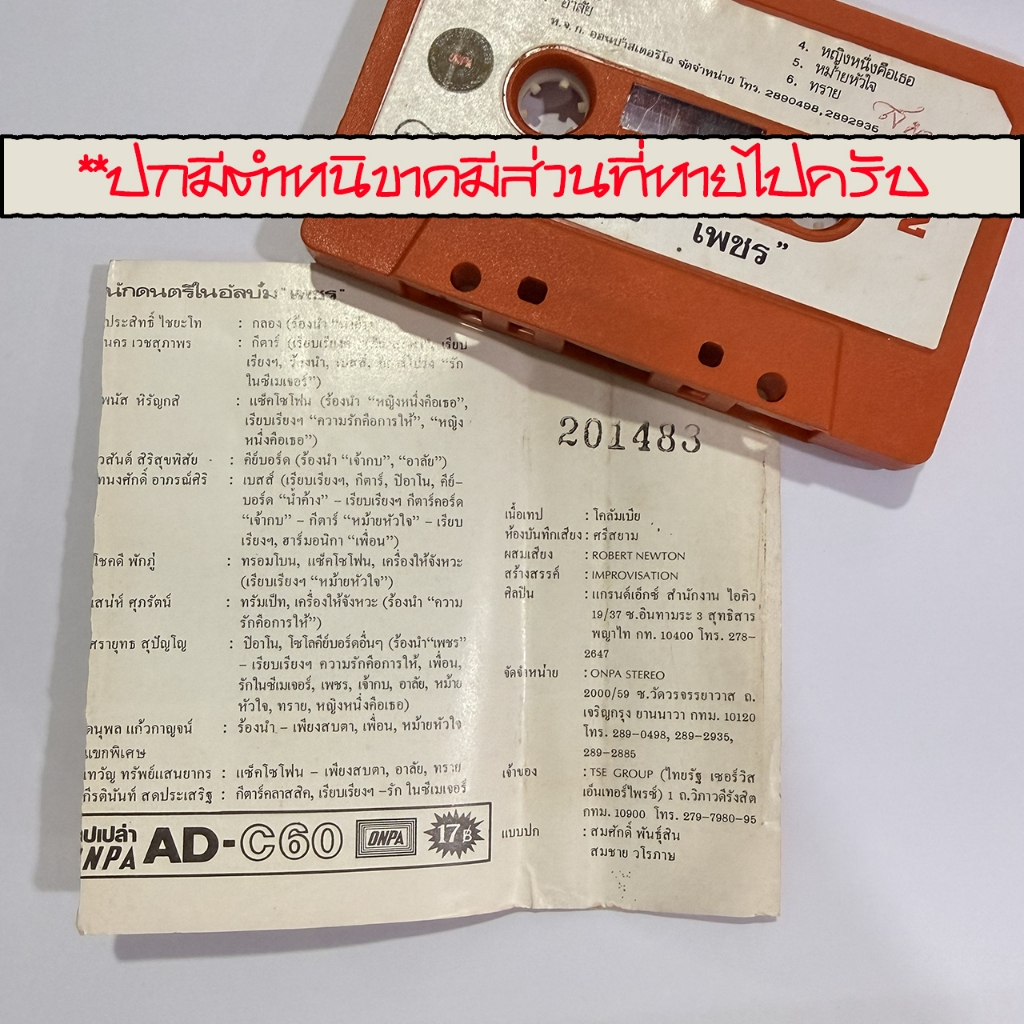 อาสัย
ห.จ.ก. ออนป้าสเตอริโอ จัดจำหน่าย โทร. 2890498, 2892936
4. หญิงหนึ่งคือเธอ
5. หม้ายหัวใจ
6. ทราย
**ปกมีตำหนิขาดมีส่วนที่หายไปครับ
เพชร"
2
นักดนตรีในอัลบั้ม "เพชร"
ประสิทธิ์ ไชยะโท : กลอง (ร้องนำ
นคร เวชสุภาพร : กีตาร์ (เรียบเรียงฯ เรียบ
เรียงฯ, ร้องนำ, เบสส์, "รัก
ในซีเมเจอร์")
พนัส หิรัญกสิ : แซ็คโซโฟน (ร้องนำ "หญิงหนึ่งคือเธอ",
เรียบเรียงฯ "ความรักคือการให้", "หญิง
หนึ่งคือเธอ")
วสันต์ สิริสุขพิสัย : คีย์บอร์ด (ร้องนำ "เจ้ากบ", "อาลัย")
ทนงศักดิ์ อาภรณ์ศิริ : เบสส์ (เรียบเรียงฯ, กีตาร์, ปิอาโน, คีย์-
บอร์ด "น้ำค้าง" – เรียบเรียงฯ กีตาร์คอร์ด
"เจ้ากบ" – กีตาร์ "หม้ายหัวใจ" – เรียบ
เรียงฯ, ฮาร์มอนิกา "เพื่อน")
โชคดี พักภู่ : ทรอมโบน, แซ็คโซโฟน, เครื่องให้จังหวะ
(เรียบเรียงฯ "หม้ายหัวใจ")
เสน่ห์ ศุภรัตน์ : ทรัมเป็ท, เครื่องให้จังหวะ (ร้องนำ "ความ
รักคือการให้")
ศรายุทธ สุปัญโญ : ปิอาโน, โซโลคีย์บอร์ดอื่นๆ (ร้องนำ"เพชร"
– เรียบเรียงฯ ความรักคือการให้, เพื่อน,
รักในซีเมเจอร์, เพชร, เจ้ากบ, อาลัย, หม้าย
หัวใจ, ทราย, หญิงหนึ่งคือเธอ)
ดนุพล แก้วกาญจน์ : ร้องนำ – เพียงสบตา, เพื่อน, หม้ายหัวใจ
แขกพิเศษ
เทวัญ ทรัพย์แสนยากร : แซ็คโซโฟน – เพียงสบตา, อาลัย, ทราย
กีรตินันท์ สดประเสริฐ : กีตาร์คลาสสิค, เรียบเรียงฯ –รัก ในซีเมเจอร์
ปเปล่า
ONPA AD-C60 ONPA 17฿
201483
เนื้อเทป : โคลัมเบีย
ห้องบันทึกเสียง : ศรีสยาม
ผสมเสียง : ROBERT NEWTON
สร้างสรรค์ : IMPROVISATION
ศิลปิน : แกรนด์เอ็กซ์ สำนักงาน ไอคิว
19/37 ซ.อินทามระ 3 สุทธิสาร
พญาไท กท. 10400 โทร. 278-
2647
จัดจำหน่าย : ONPA STEREO
2000/59 ซ.วัดวรจรรยาวาส ถ.
เจริญกรุง ยานนาวา กทม. 10120
โทร. 289-0498, 289-2935,
289-2885
เจ้าของ : TSE GROUP (ไทยรัฐ เซอร์วิส
เอ็นเทอร์ไพรซ์) 1 ถ.วิภาวดีรังสิต
กทม. 10900 โทร. 279-7980-95
แบบปก : สมศักดิ์ พันธุ์สิน
สมชาย วโรภาษ